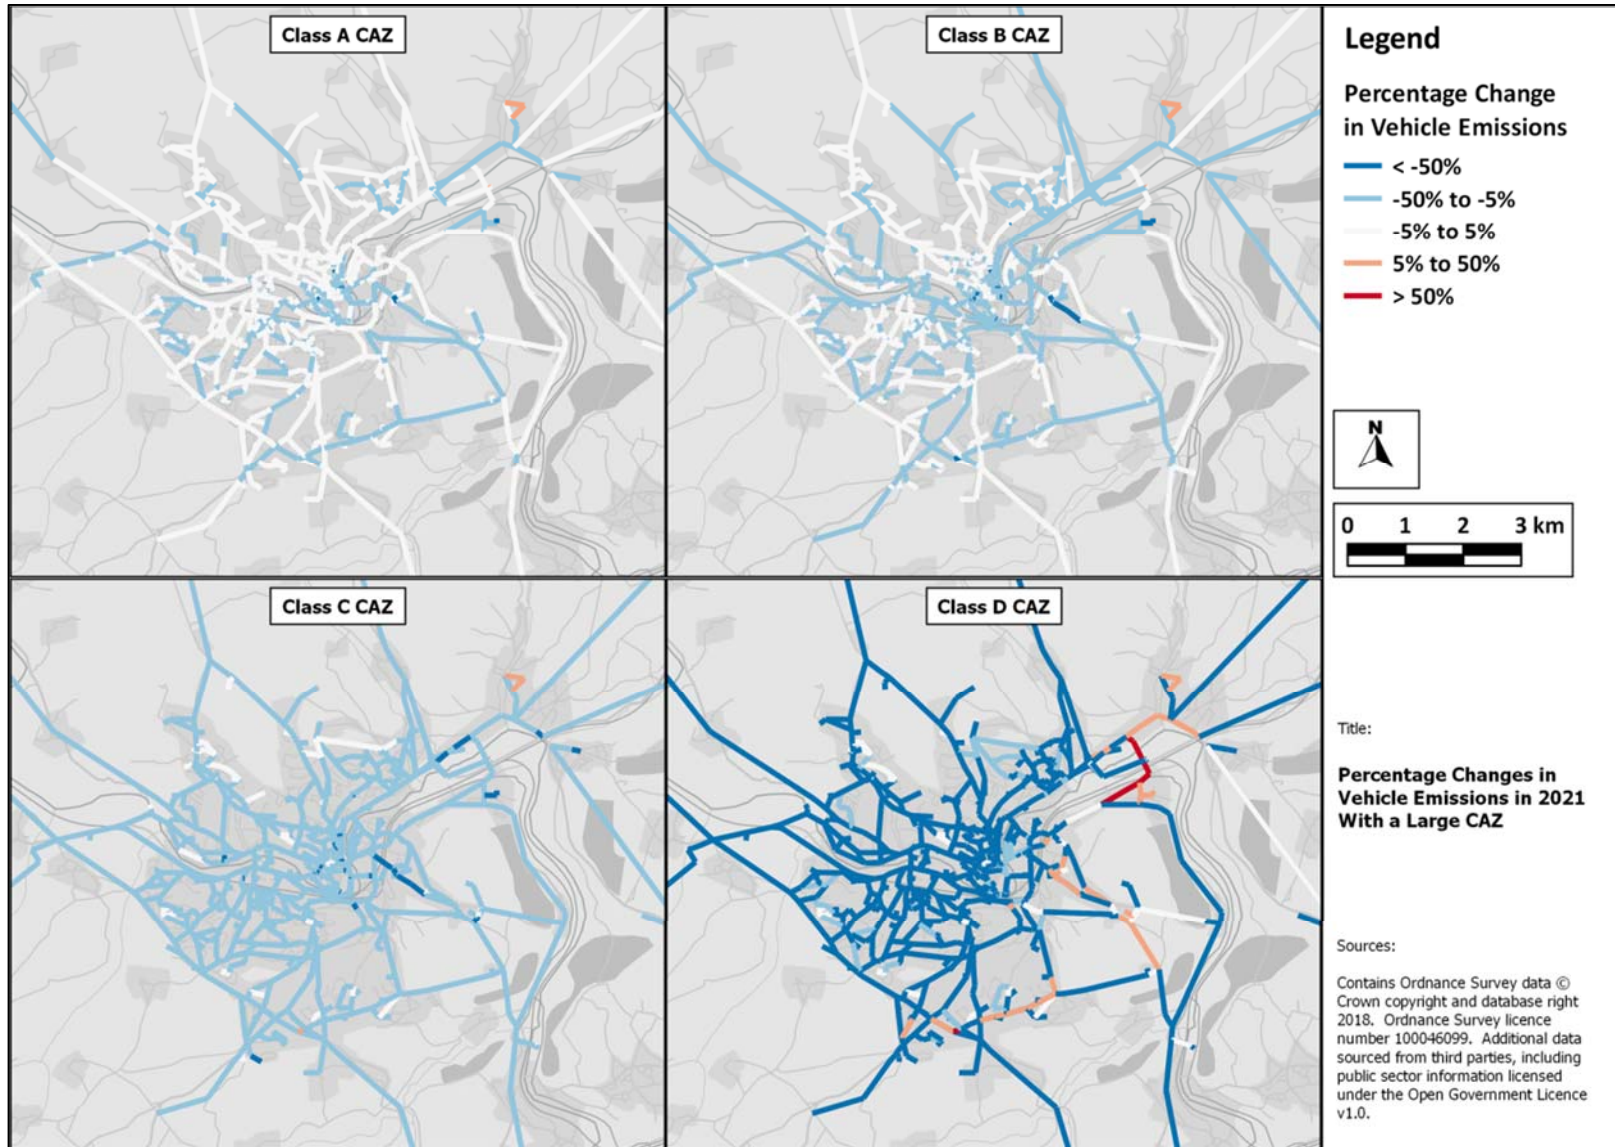 Class A CAZ
Class B CAZ
Class C CAZ
Class D CAZ
Legend
Percentage Change
in Vehicle Emissions
< -50%
-50% to -5%
-5% to 5%
5% to 50%
> 50%
N
0 1 2 3 km
Title:
Percentage Changes in
Vehicle Emissions in 2021
With a Large CAZ
Sources:
Contains Ordnance Survey data ©
Crown copyright and database right
2018. Ordnance Survey licence
number 100046099. Additional data
sourced from third parties, including
public sector information licensed
under the Open Government Licence
v1.0.